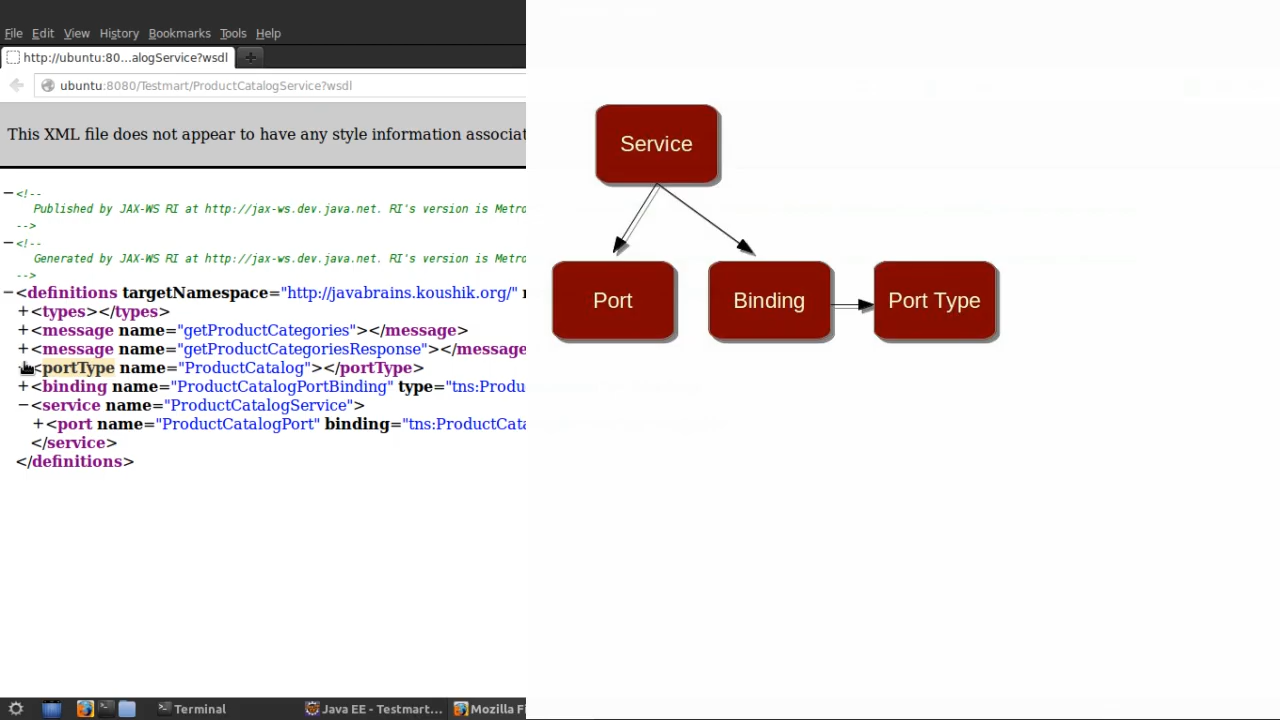 File Edit View History Bookmarks Tools Help
http://ubuntu:80...alogService?wsdl
ubuntu:8080/Testmart/ProductCatalogService?wsdl
This XML file does not appear to have any style information associat
−<!--
Published by JAX-WS RI at http://jax-ws.dev.java.net. RI's version is Metro
-->
−<!--
Generated by JAX-WS RI at http://jax-ws.dev.java.net. RI's version is Metro
-->
−<definitions targetNamespace="http://javabrains.koushik.org/"
+<types></types>
+<message name="getProductCategories"></message>
+<message name="getProductCategoriesResponse"></message
<portType name="ProductCatalog"></portType>
+<binding name="ProductCatalogPortBinding" type="tns:Produ
−<service name="ProductCatalogService">
+<port name="ProductCatalogPort" binding="tns:ProductCata
</service>
</definitions>
Terminal Java EE - Testmart... Mozilla Fi
Service
Port Binding Port Type